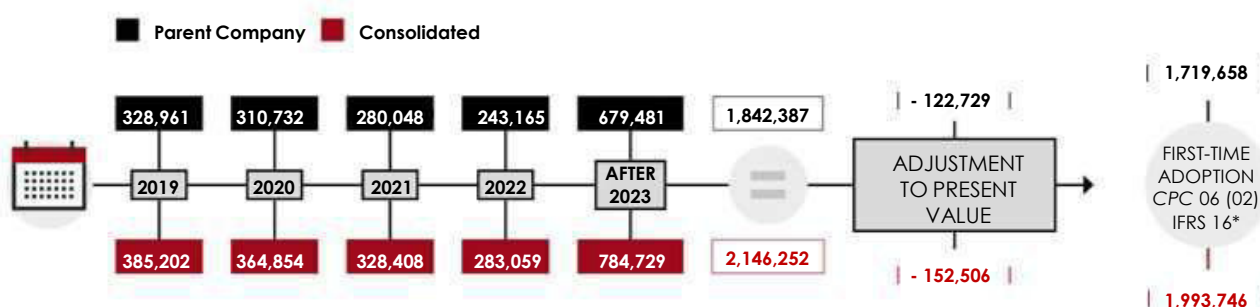 Parent Company Consolidated
1,719,658
328,961 310,732 280,048 243,165 679,481 1,842,387 - 122,729
2019 2020 2021 2022 AFTER 2023
ADJUSTMENT
TO PRESENT
VALUE
FIRST-TIME
ADOPTION
CPC 06 (02)
IFRS 16*
385,202 364,854 328,408 283,059 784,729 2,146,252 - 152,506
1,993,746